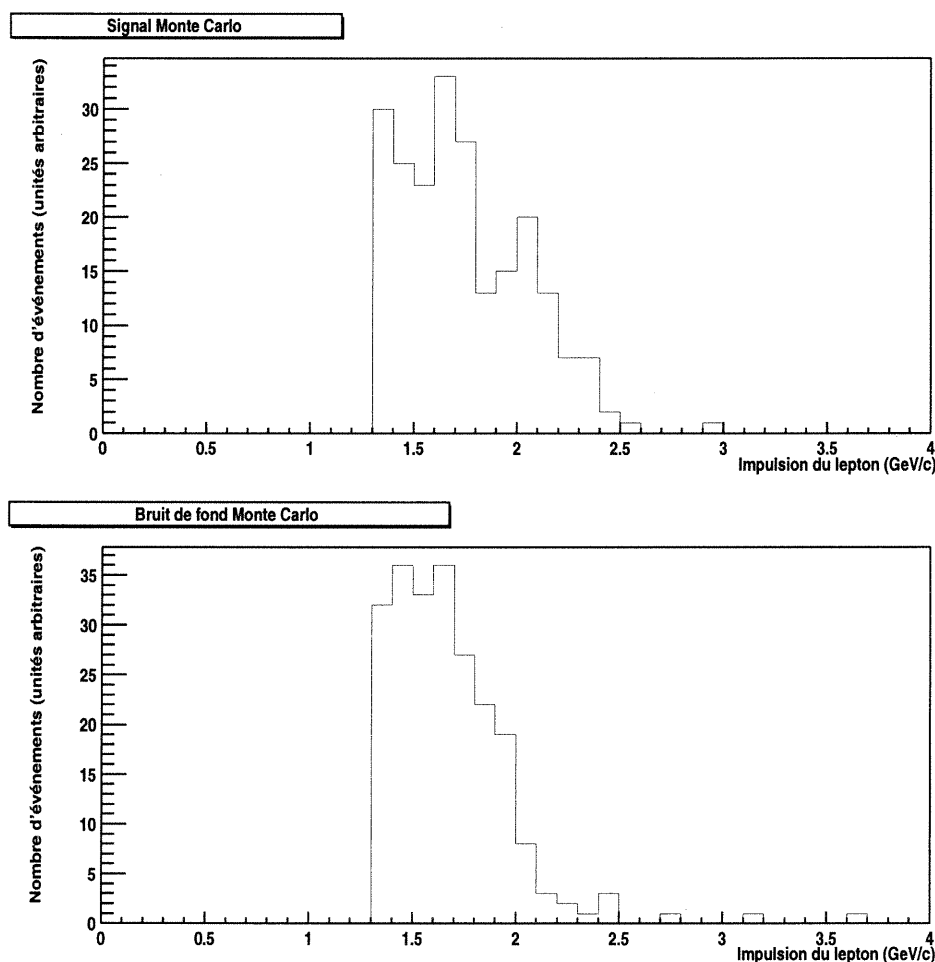 Signal Monte Carlo
Nombre d'événements (unités arbitraires)
30
25
20
15
10
5
0
0 0.5 1 1.5 2 2.5 3 3.5 4
Impulsion du lepton (GeV/c)
Bruit de fond Monte Carlo
Nombre d'événements (unités arbitraires)
35
30
25
20
15
10
5
0
0 0.5 1 1.5 2 2.5 3 3.5 4
Impulsion du lepton (GeV/c)